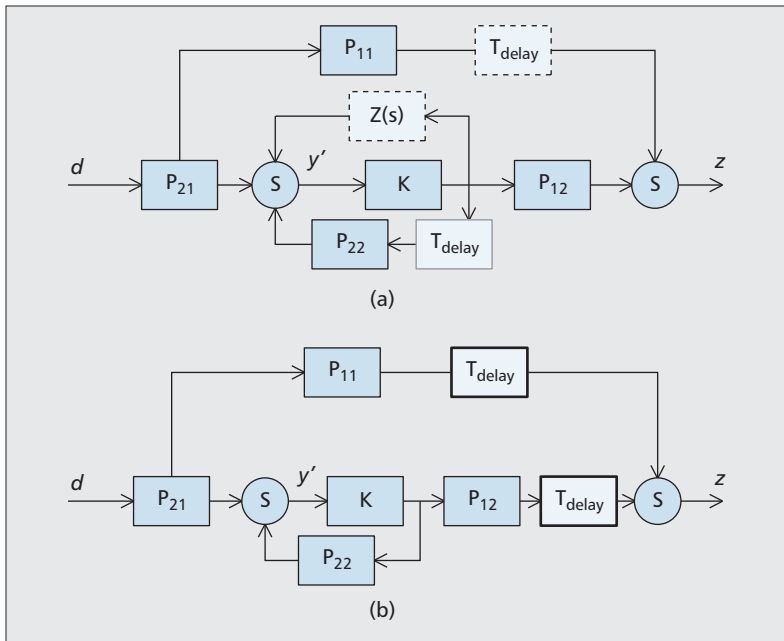 P11
Tdelay
Z(s)
d
y'
z
P21
S
K
P12
S
P22
Tdelay
(a)
P11
Tdelay
d
y'
z
P21
S
K
P12
Tdelay
S
P22
(b)